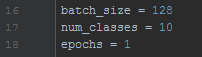 16 batch_size = 128
17 num_classes = 10
18 epochs = 1